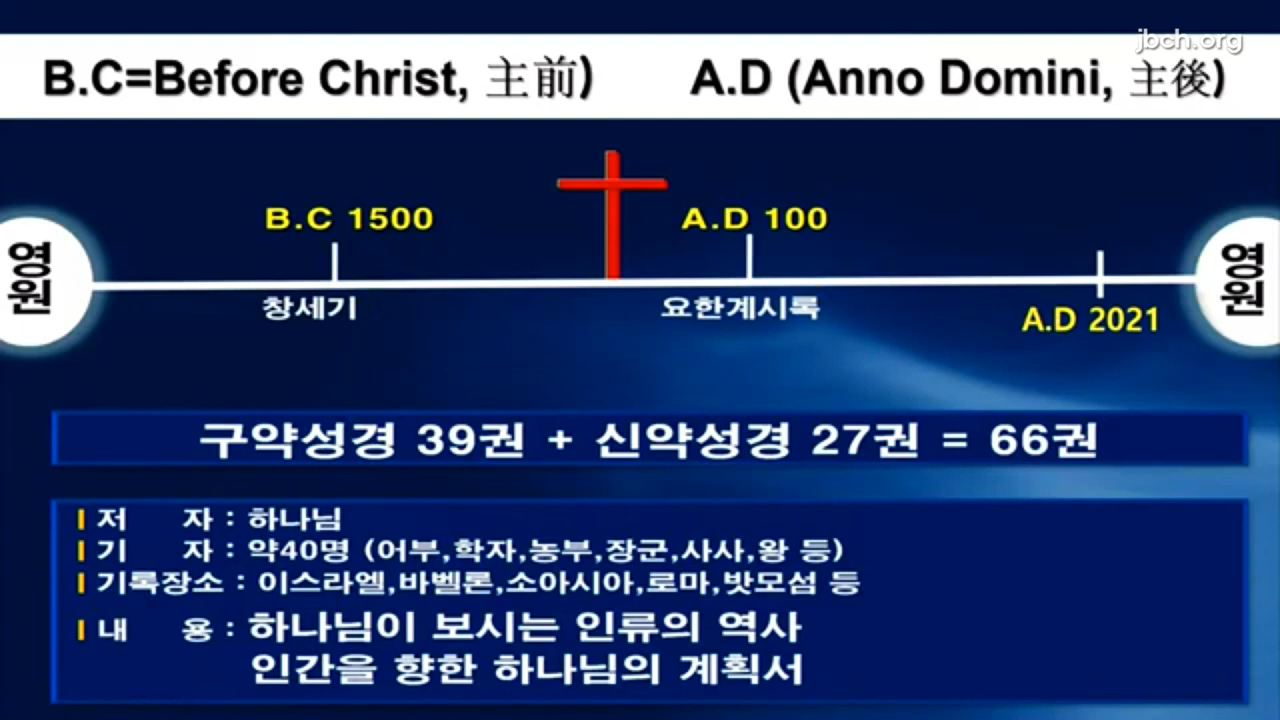 jbch.org
B.C=Before Christ, 主前) A.D (Anno Domini, 主後)
B.C 1500 A.D 100
영원 영원
창세기 요한계시록 A.D 2021
구약성경 39권 + 신약성경 27권 = 66권
저 자 : 하나님
기 자 : 약40명 (어부,학자,농부,장군,사사,왕 등)
기록장소 : 이스라엘,바벨론,소아시아,로마,밧모섬 등
내 용 : 하나님이 보시는 인류의 역사
인간을 향한 하나님의 계획서